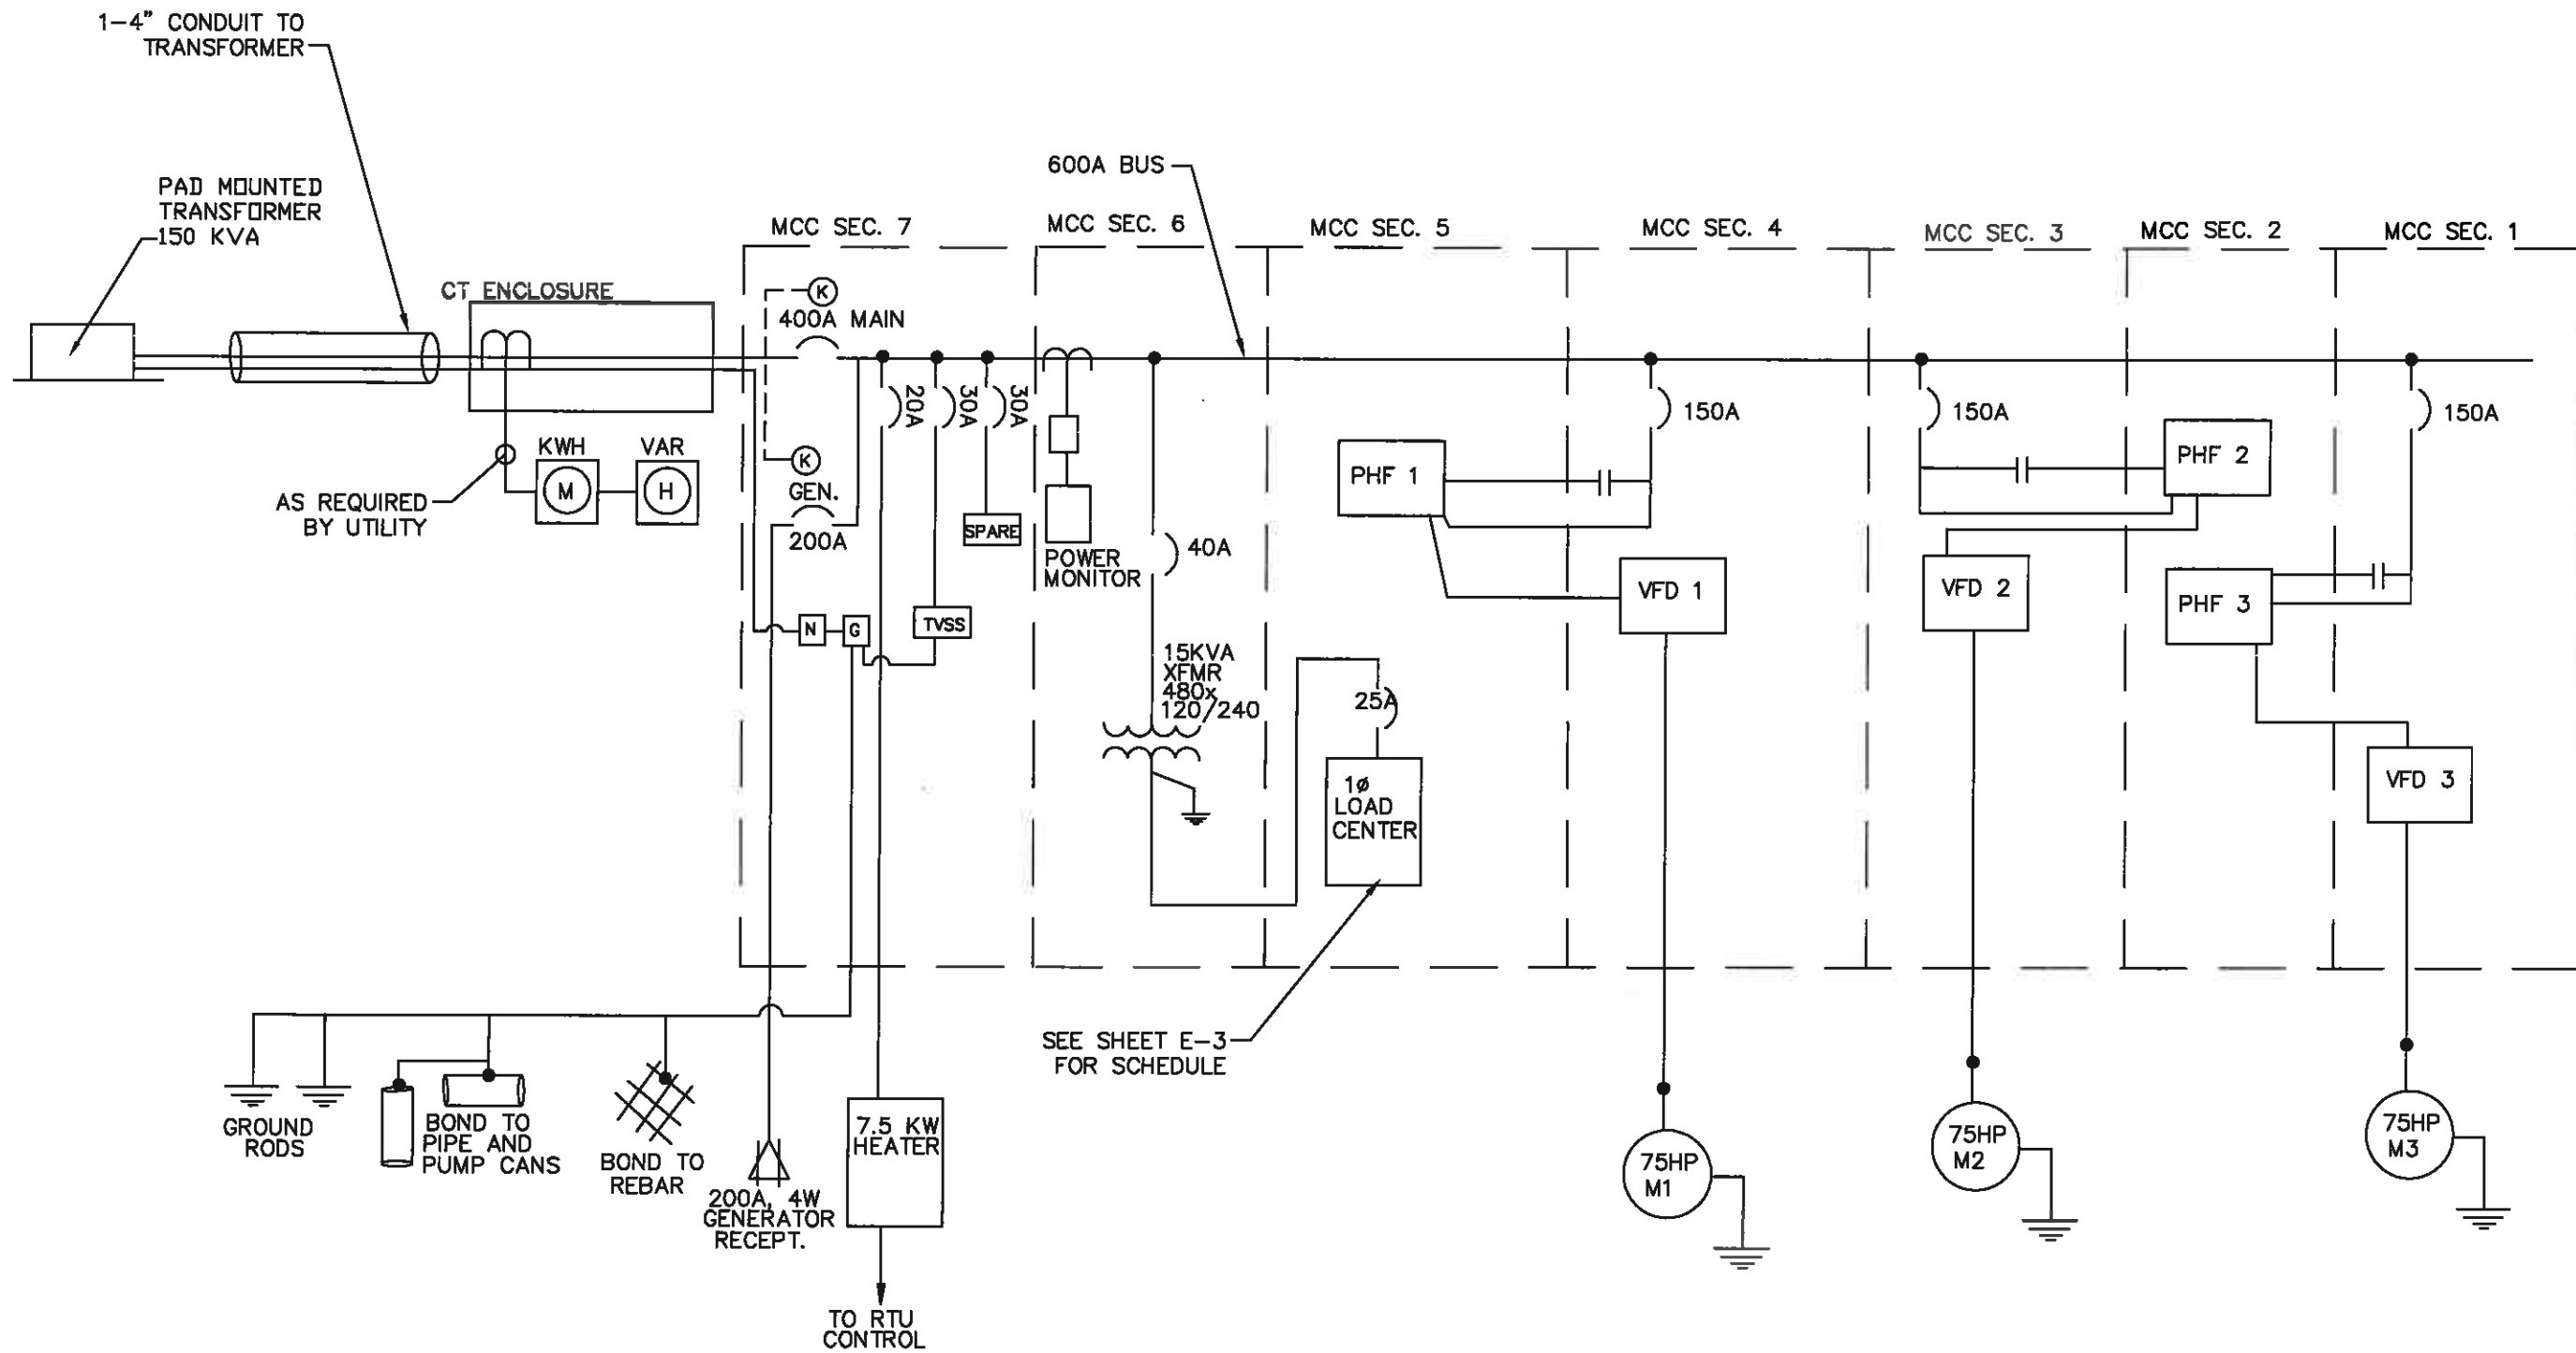 1-4" CONDUIT TO
TRANSFORMER
PAD MOUNTED
TRANSFORMER
150 KVA
CT ENCLOSURE
KWH
M
VAR
H
AS REQUIRED
BY UTILITY
600A BUS
MCC SEC. 7
MCC SEC. 6
MCC SEC. 5
MCC SEC. 4
MCC SEC. 3
MCC SEC. 2
MCC SEC. 1
K
400A MAIN
K
GEN.
200A
20A
30A
30A
SPARE
TVSS
N
G
POWER
MONITOR
40A
15KVA
XFMR
480x
120/240
25A
1ø
LOAD
CENTER
SEE SHEET E-3
FOR SCHEDULE
PHF 1
150A
VFD 1
75HP
M1
150A
PHF 2
VFD 2
75HP
M2
150A
PHF 3
VFD 3
75HP
M3
GROUND
RODS
BOND TO
PIPE AND
PUMP CANS
BOND TO
REBAR
200A, 4W
GENERATOR
RECEPT.
7.5 KW
HEATER
TO RTU
CONTROL